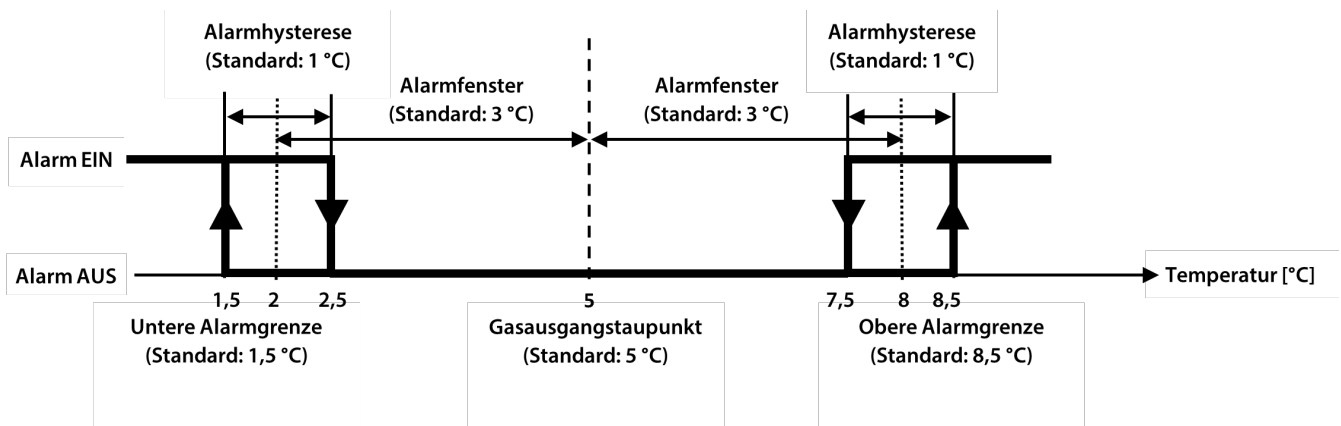 Alarmhysterese
(Standard: 1 °C)
Alarmhysterese
(Standard: 1 °C)
Alarmfenster
(Standard: 3 °C)
Alarmfenster
(Standard: 3 °C)
Alarm EIN
Alarm AUS
Temperatur [°C]
1,5
2
2,5
5
7,5
8
8,5
Untere Alarmgrenze
(Standard: 1,5 °C)
Gasausgangstaupunkt
(Standard: 5 °C)
Obere Alarmgrenze
(Standard: 8,5 °C)